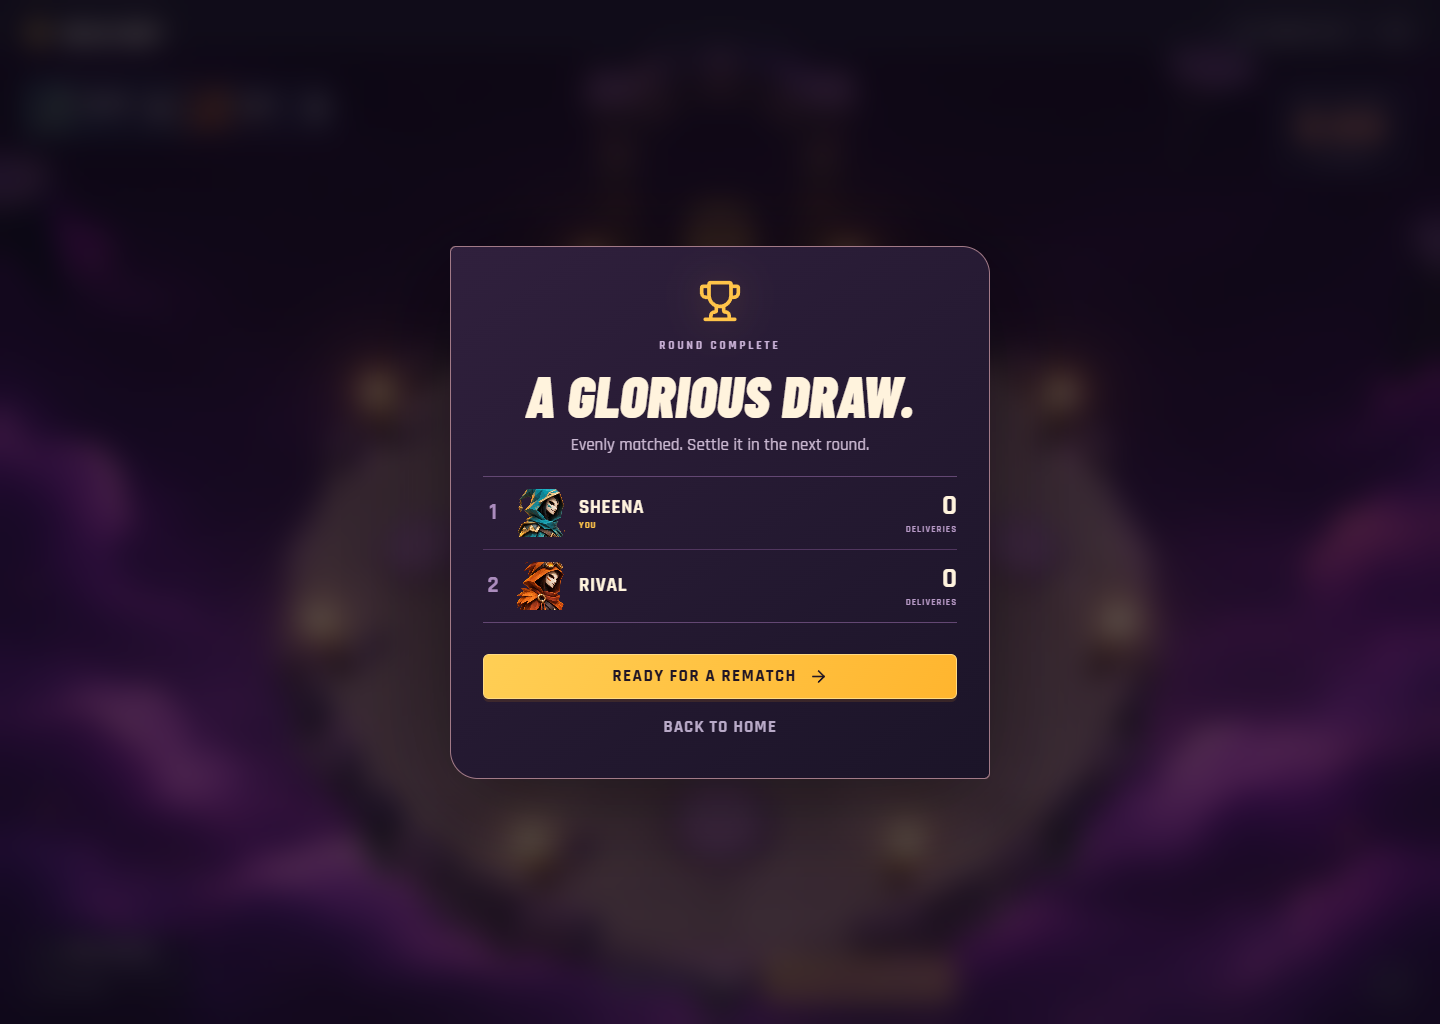 ROUND COMPLETE
A GLORIOUS DRAW.
Evenly matched. Settle it in the next round.
1 SHEENA 0
YOU DELIVERIES
2 RIVAL 0
DELIVERIES
READY FOR A REMATCH →
BACK TO HOME